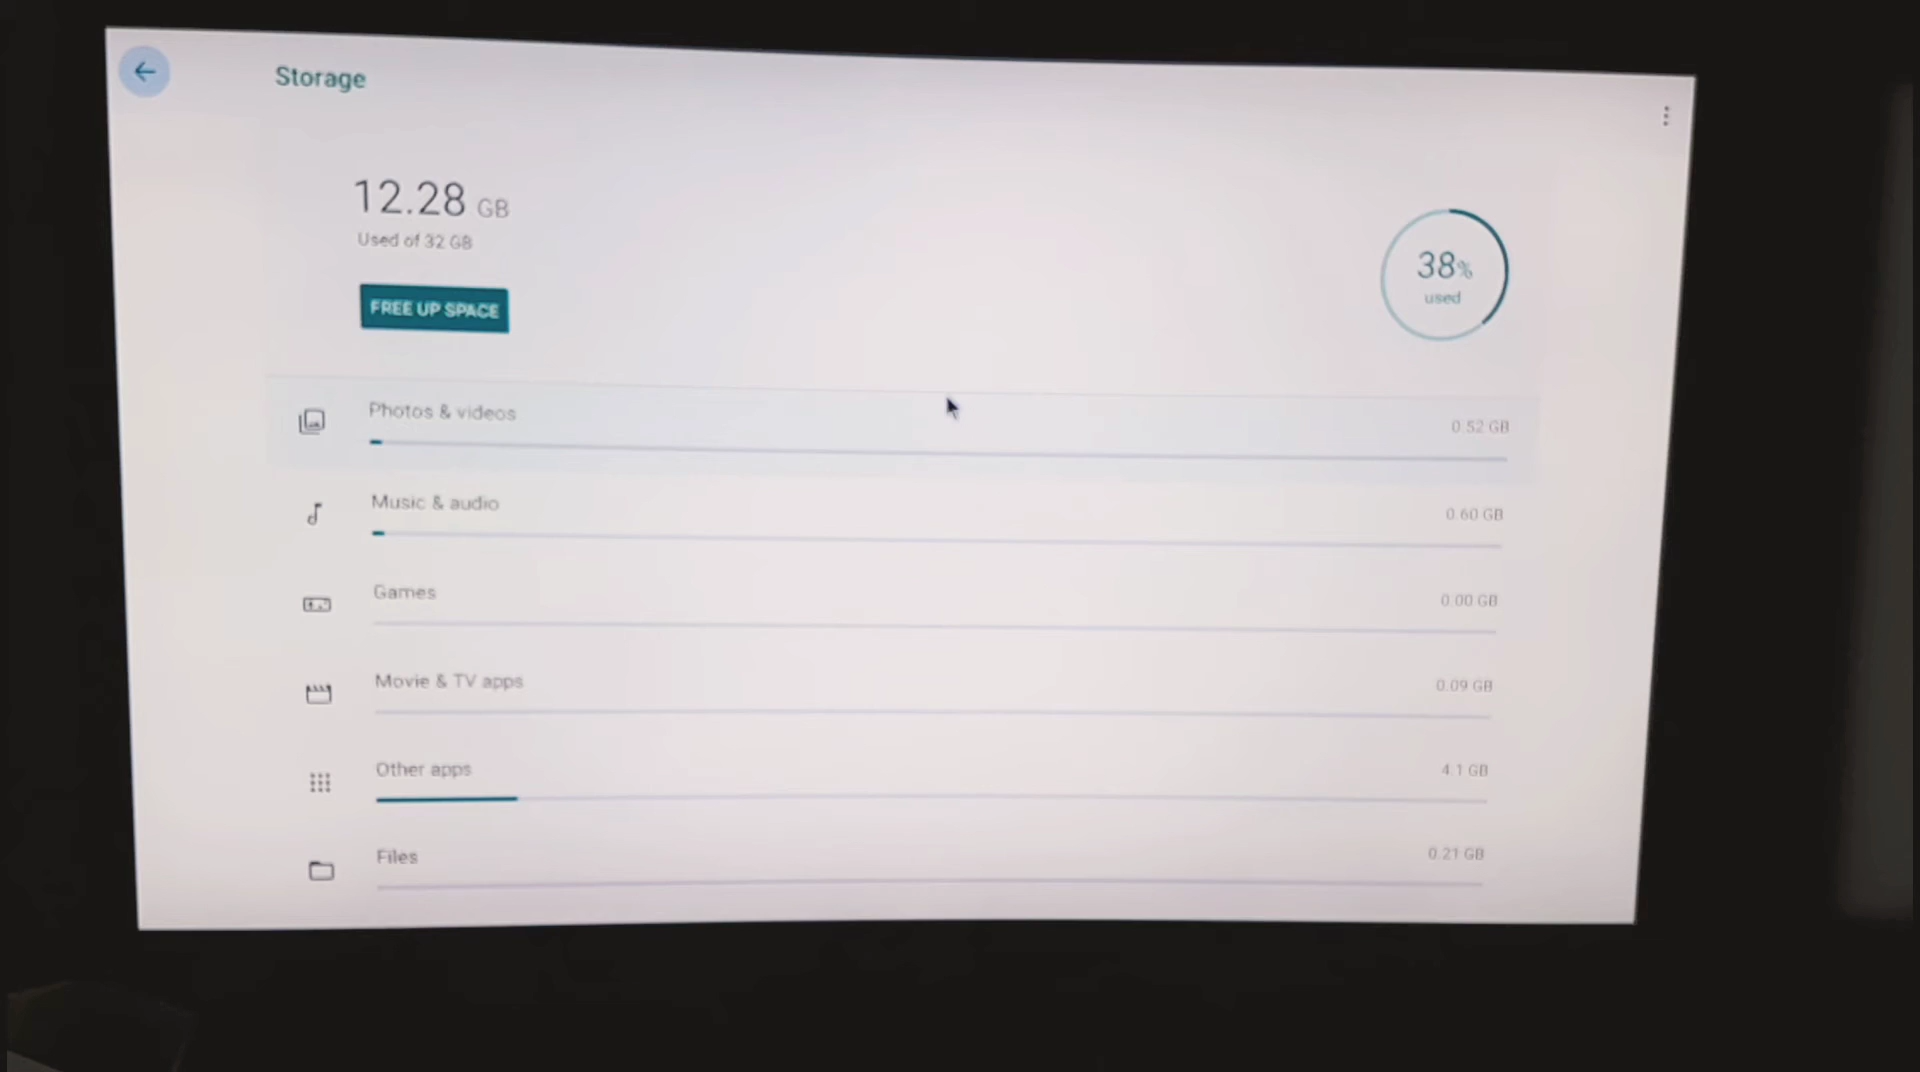 Storage
12.28 GB
Used of 32 GB
FREE UP SPACE
38%
used
Photos & videos
0.52 GB
Music & audio
0.60 GB
Games
0.00 GB
Movie & TV apps
0.09 GB
Other apps
4.1 GB
Files
0.21 GB